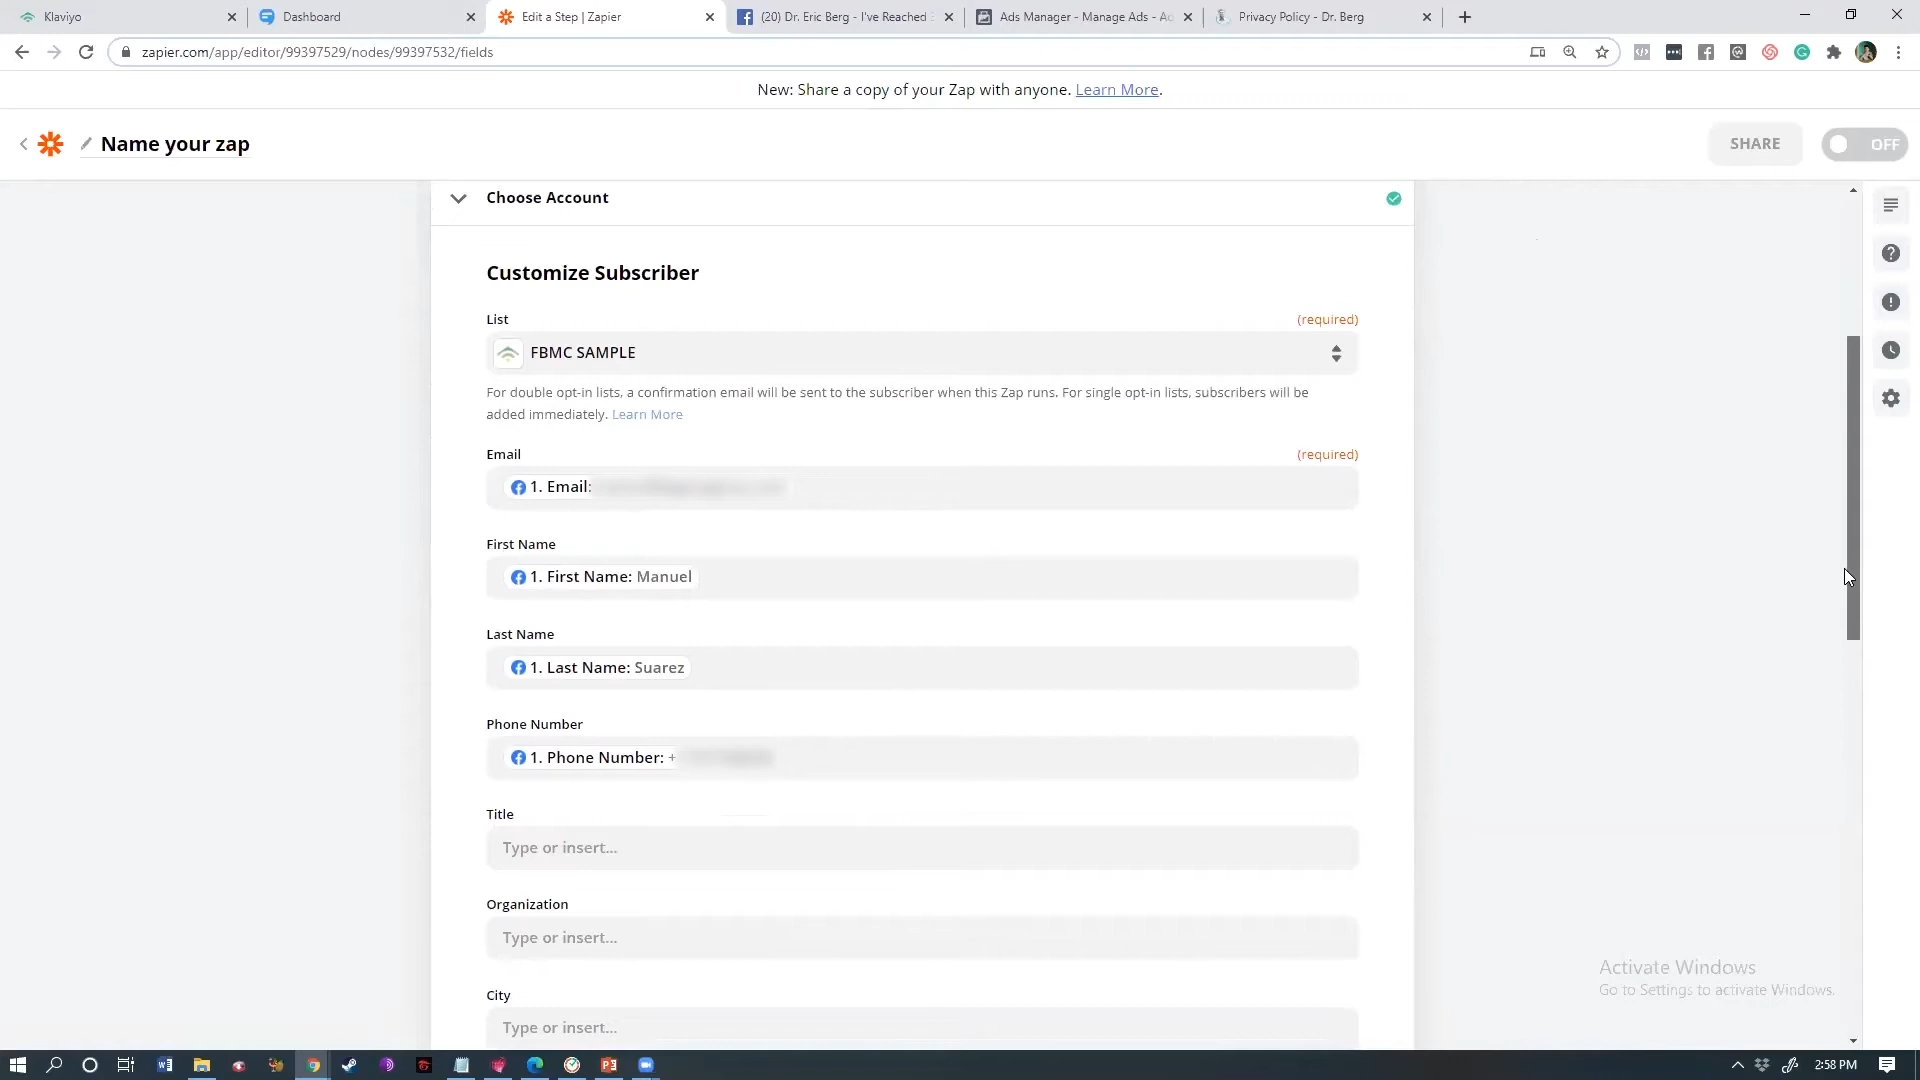 Klaviyo
Dashboard
Edit a Step | Zapier
(20) Dr. Eric Berg - I've Reached
Ads Manager - Manage Ads - Ad
Privacy Policy - Dr. Berg
zapier.com/app/editor/99397529/nodes/99397532/fields
New: Share a copy of your Zap with anyone. Learn More.
Name your zap
SHARE
OFF
Choose Account
Customize Subscriber
List
(required)
FBMC SAMPLE
For double opt-in lists, a confirmation email will be sent to the subscriber when this Zap runs. For single opt-in lists, subscribers will be
added immediately. Learn More
Email
(required)
1. Email:
First Name
1. First Name: Manuel
Last Name
1. Last Name: Suarez
Phone Number
1. Phone Number: +
Title
Type or insert...
Organization
Type or insert...
City
Type or insert...
Activate Windows
Go to Settings to activate Windows.
2:58 PM